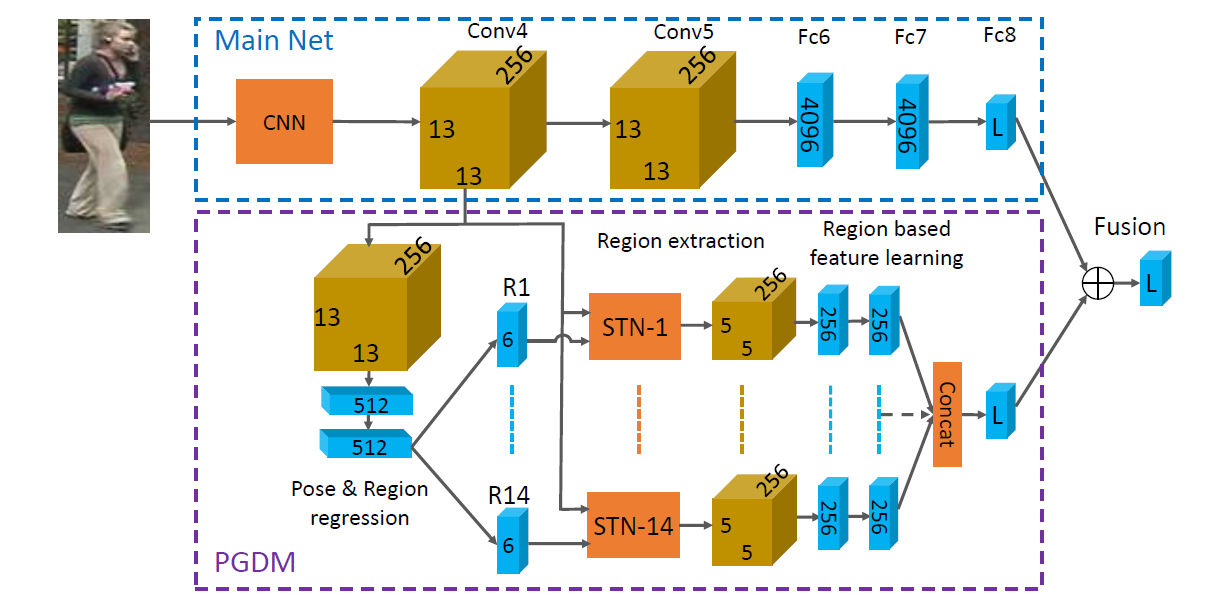 Main Net
Conv4
Conv5
Fc6
Fc7
Fc8
CNN
256
13
13
256
13
13
4096
4096
L
Fusion
L
Region extraction
Region based
feature learning
256
13
13
512
512
Pose & Region
regression
R1
6
STN-1
256
5
5
256
256
Concat
L
R14
6
STN-14
256
5
5
256
256
PGDM